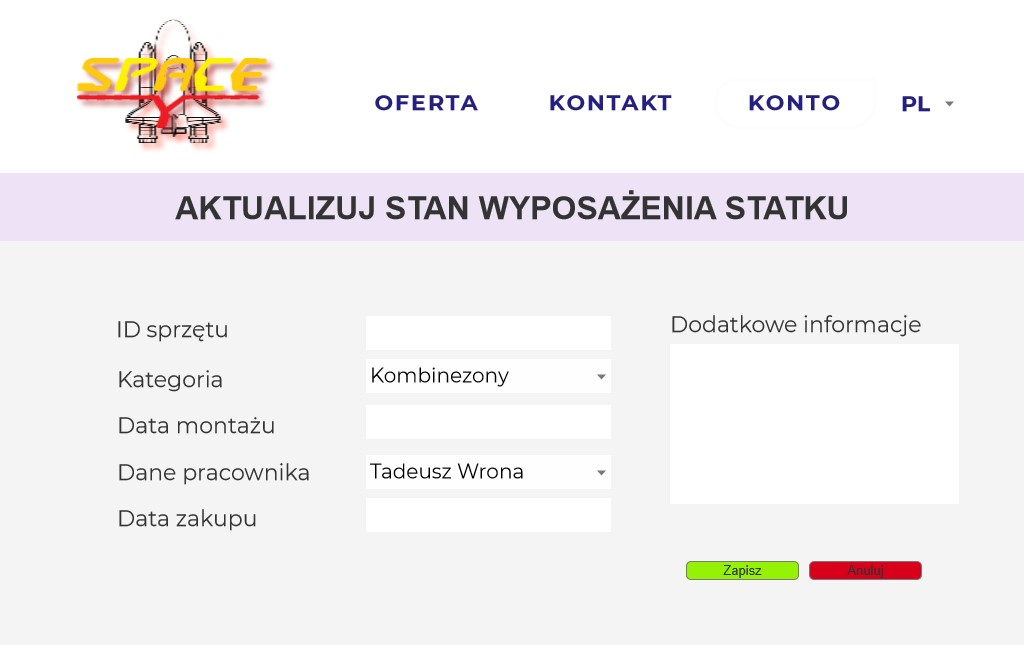 SPACE
Y
OFERTA KONTAKT KONTO PL
AKTUALIZUJ STAN WYPOSAŻENIA STATKU
ID sprzętu
Kategoria Kombinezony
Data montażu
Dane pracownika Tadeusz Wrona
Data zakupu
Dodatkowe informacje
Zapisz Anuluj